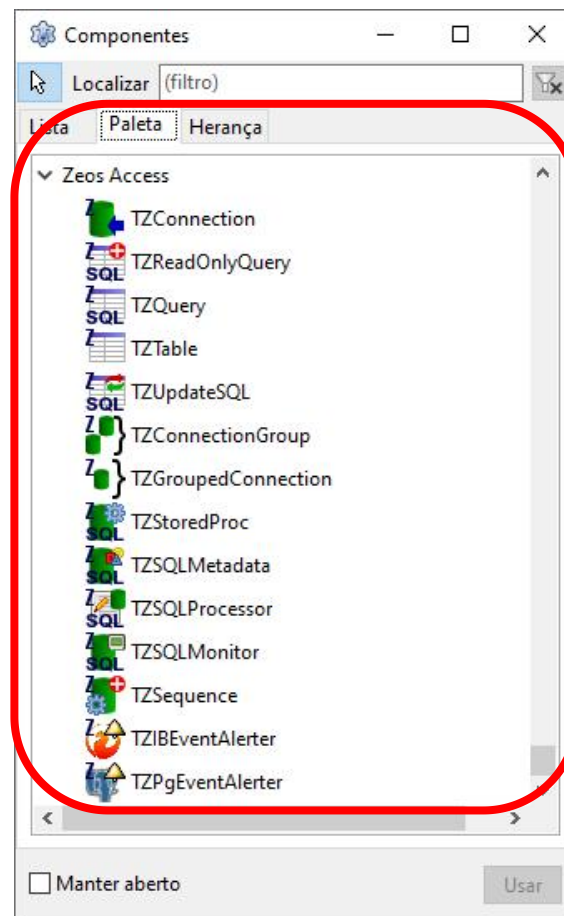 Componentes
Localizar (filtro)
Lista Paleta Herança
Zeos Access
TZConnection
TZReadOnlyQuery
TZQuery
TZTable
TZUpdateSQL
TZConnectionGroup
TZGroupedConnection
TZStoredProc
TZSQLMetadata
TZSQLProcessor
TZSQLMonitor
TZSequence
TZIBEventAlerter
TZPgEventAlerter
Manter aberto Usar